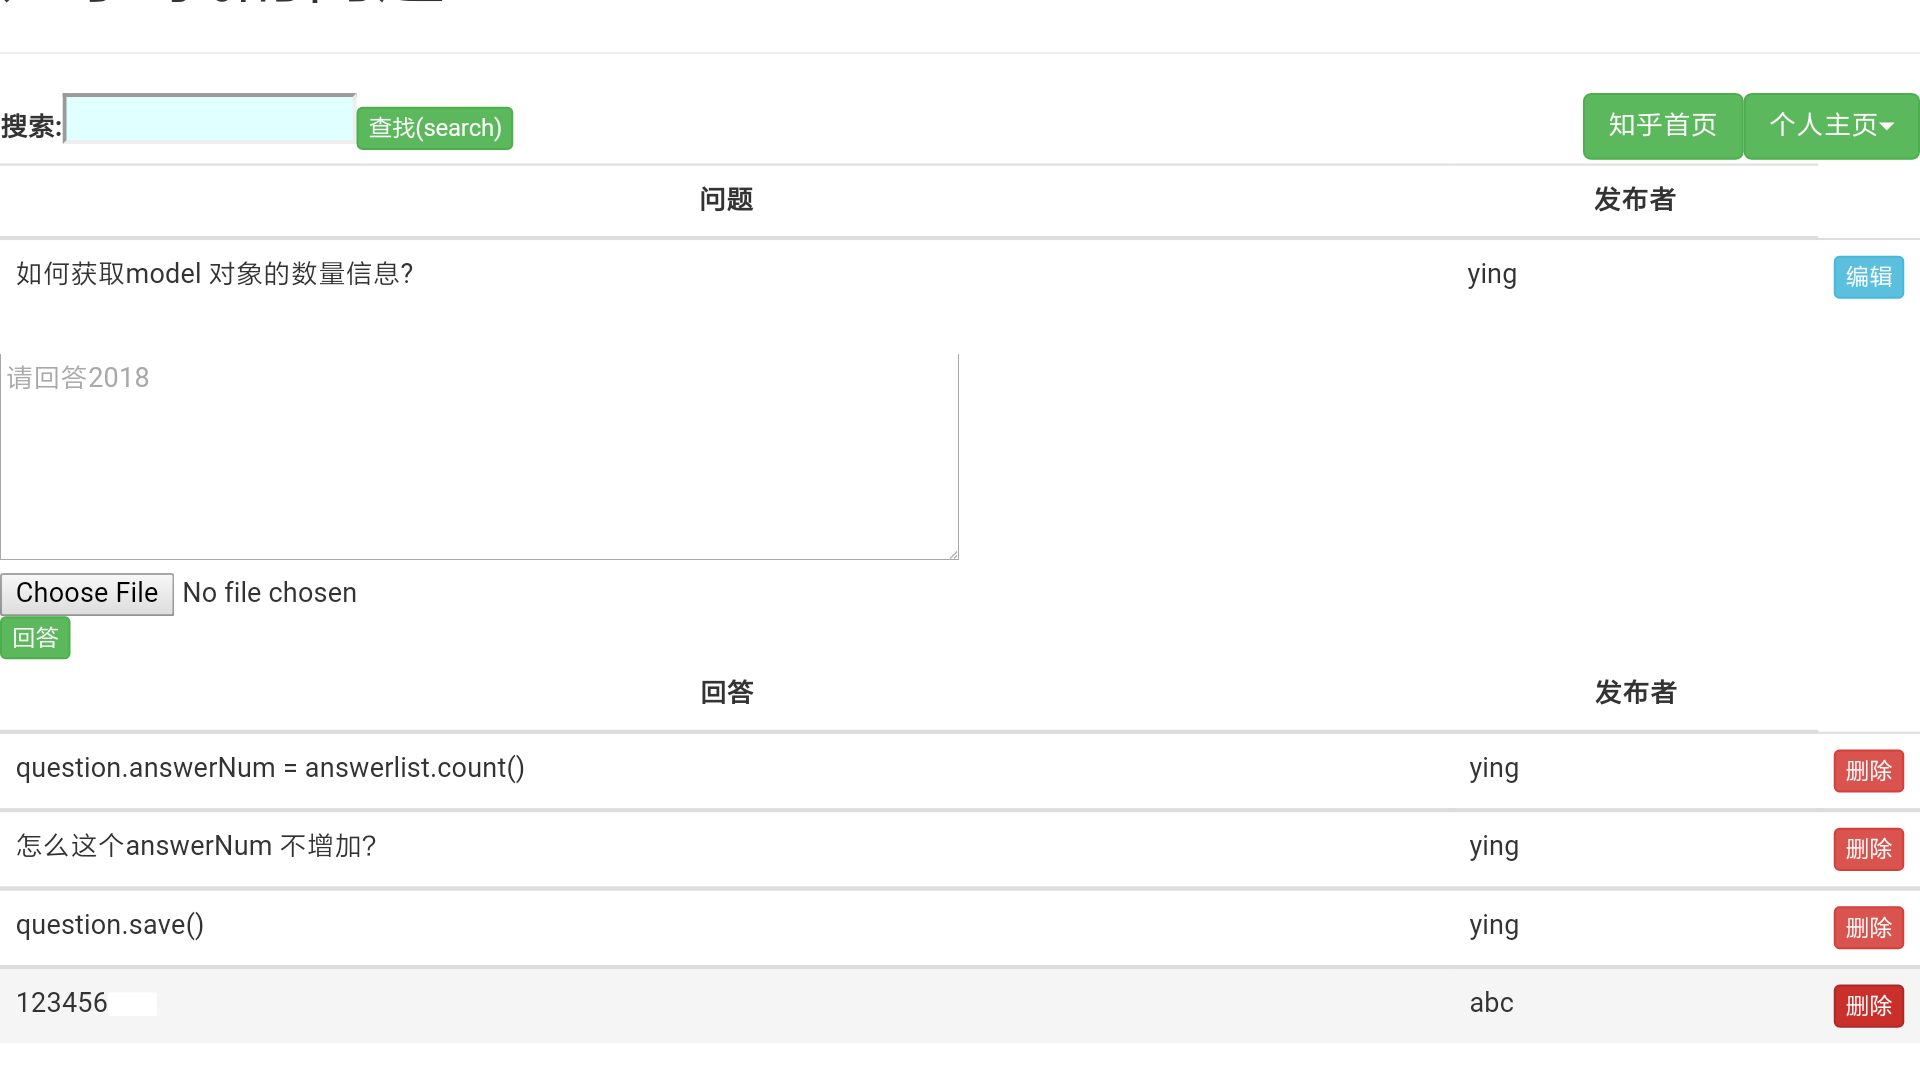 搜索: 查找(search) 知乎首页 个人主页
问题 发布者
如何获取model 对象的数量信息? ying 编辑
请回答2018
Choose File No file chosen
回答
回答 发布者
question.answerNum = answerlist.count() ying 删除
怎么这个answerNum 不增加? ying 删除
question.save() ying 删除
123456 abc 删除